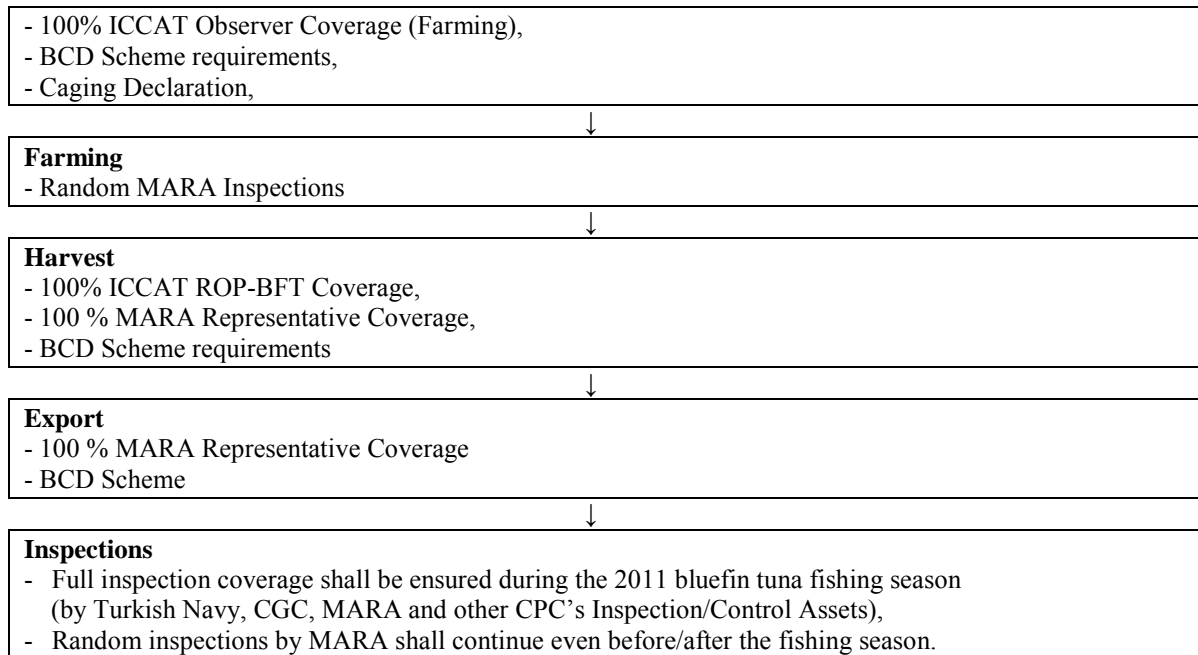 - 100% ICCAT Observer Coverage (Farming),
- BCD Scheme requirements,
- Caging Declaration,
↓
Farming
- Random MARA Inspections
↓
Harvest
- 100% ICCAT ROP-BFT Coverage,
- 100 % MARA Representative Coverage,
- BCD Scheme requirements
↓
Export
- 100 % MARA Representative Coverage
- BCD Scheme
↓
Inspections
- Full inspection coverage shall be ensured during the 2011 bluefin tuna fishing season
(by Turkish Navy, CGC, MARA and other CPC's Inspection/Control Assets),
- Random inspections by MARA shall continue even before/after the fishing season.